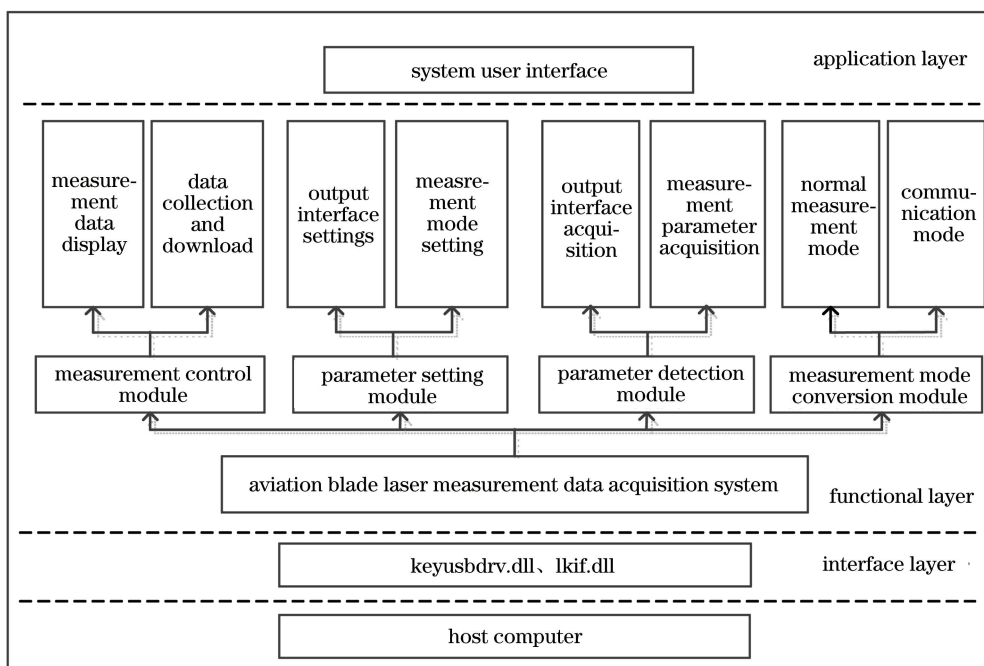 system user interface
application layer
measure-
ment
data
display
data
collection
and
download
output
interface
settings
measre-
ment
mode
setting
output
interface
acqui-
sition
measure-
ment
parameter
acquisition
normal
measure-
ment
mode
commu-
nication
mode
measurement control
module
parameter setting
module
parameter detection
module
measurement mode
conversion module
aviation blade laser measurement data acquisition system
functional layer
keyusbdrv.dll、lkif.dll
interface layer
host computer